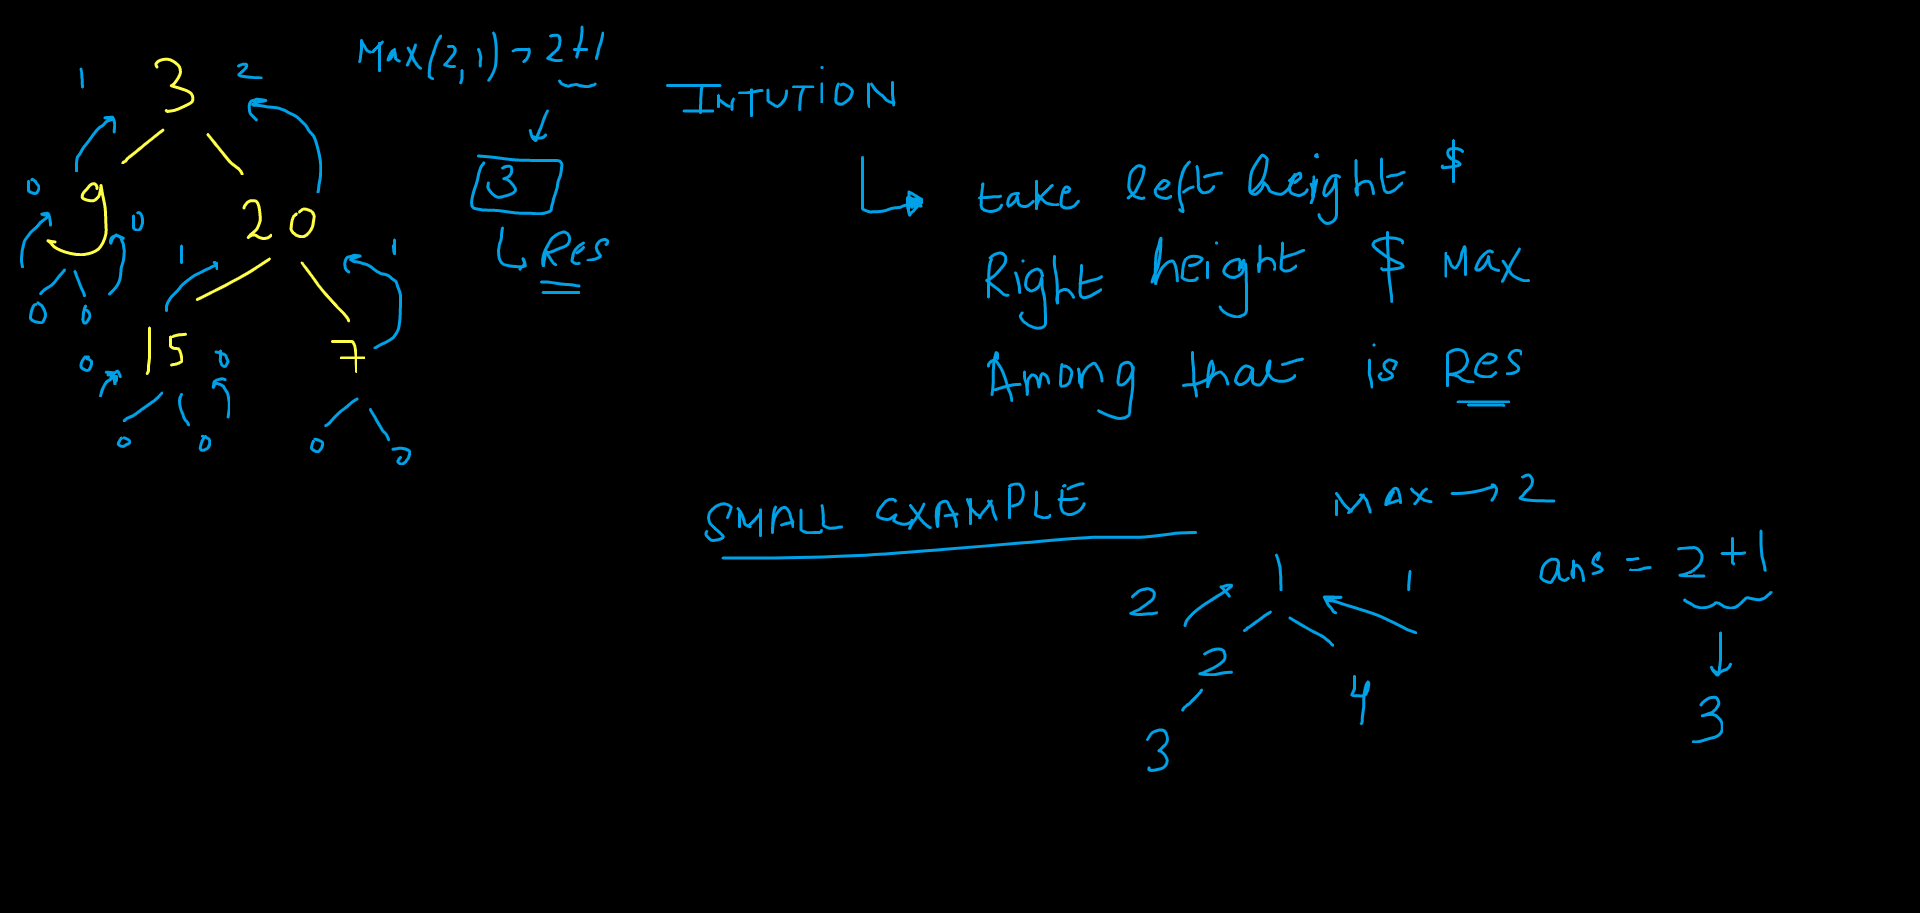 Max(2,1) → 2+1
1 3 2
3
Res
0 9 0
20
0 0
1 1
0 15 0
7
0 0
0 0
INTUTION
take left height $
Right height $ Max
Among that is Res
SMALL EXAMPLE
MAX → 2
ans = 2+1
3
2 1 1
2
4
3